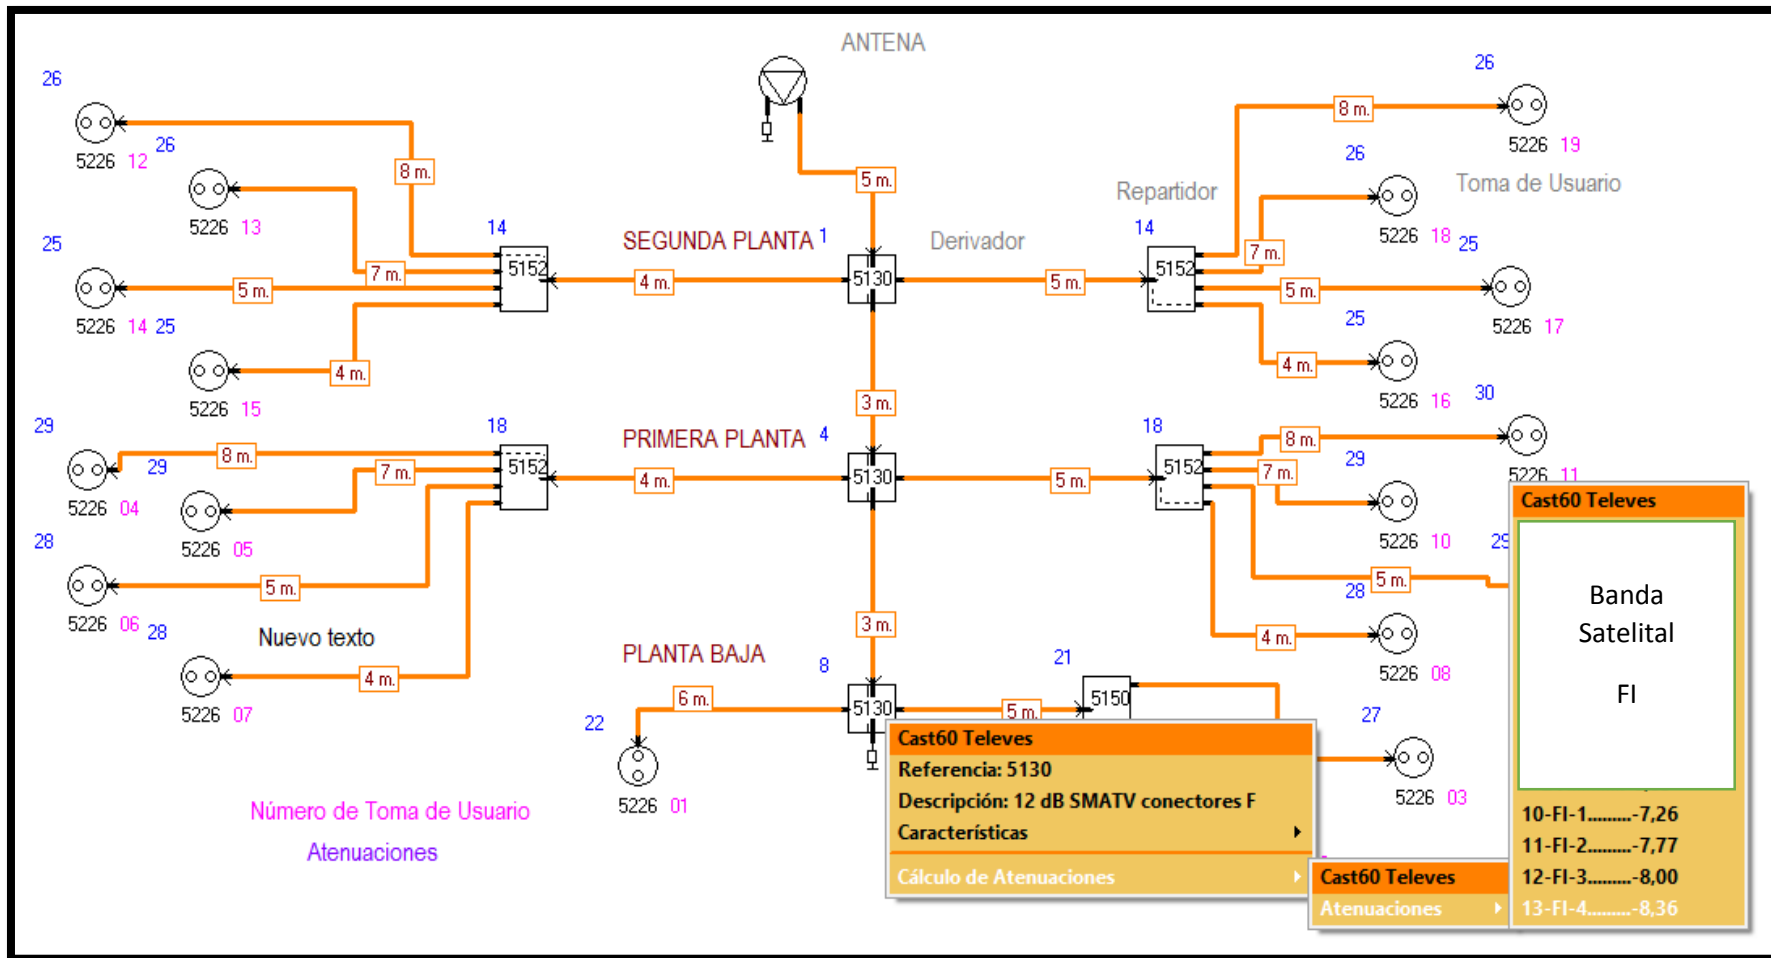 ANTENA
26
5226 12
26
5226 13
8 m.
7 m.
25
5226 14
5 m.
25
5226 15
4 m.
14
5152
SEGUNDA PLANTA
4 m.
1
5130
5 m.
Derivador
5 m.
Repartidor
14
5152
26
8 m.
5226 19
26
7 m.
5226 18
Toma de Usuario
25
5 m.
5226 17
25
4 m.
5226 16
3 m.
29
8 m.
5226 04
29
7 m.
5226 05
28
5 m.
5226 06
28
4 m.
5226 07
Nuevo texto
18
5152
PRIMERA PLANTA
4 m.
4
5130
5 m.
18
5152
30
8 m.
5226 11
29
7 m.
5226 10
29
5 m.
28
4 m.
5226 08
3 m.
PLANTA BAJA
6 m.
22
5226 01
8
5130
5 m.
21
5150
27
5226 03
Número de Toma de Usuario
Atenuaciones
Cast60 Televes
Referencia: 5130
Descripción: 12 dB SMATV conectores F
Características
Cálculo de Atenuaciones
Cast60 Televes
Atenuaciones
Cast60 Televes
Banda
Satelital
FI
10-FI-1.........-7,26
11-FI-2.........-7,77
12-FI-3.........-8,00
13-FI-4.........-8,36